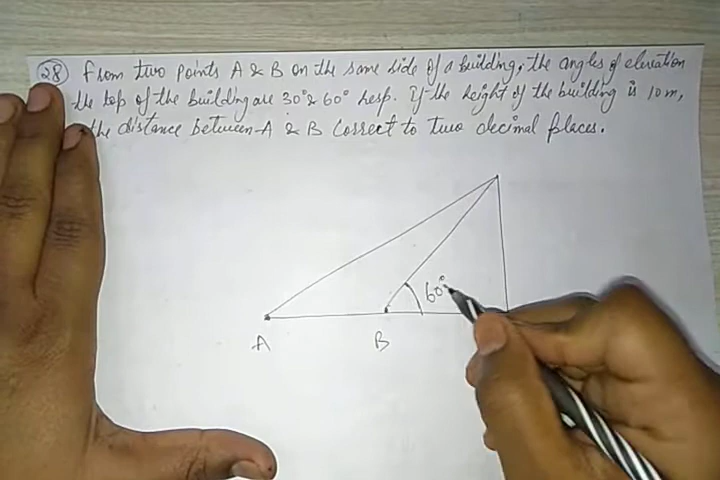 28 From two points A & B on the same side of a building, the angles of elevation
the top of the building are 30° & 60° resp. If the height of the building is 10 m,
the distance between A & B Correct to two decimal places.
60°
A B